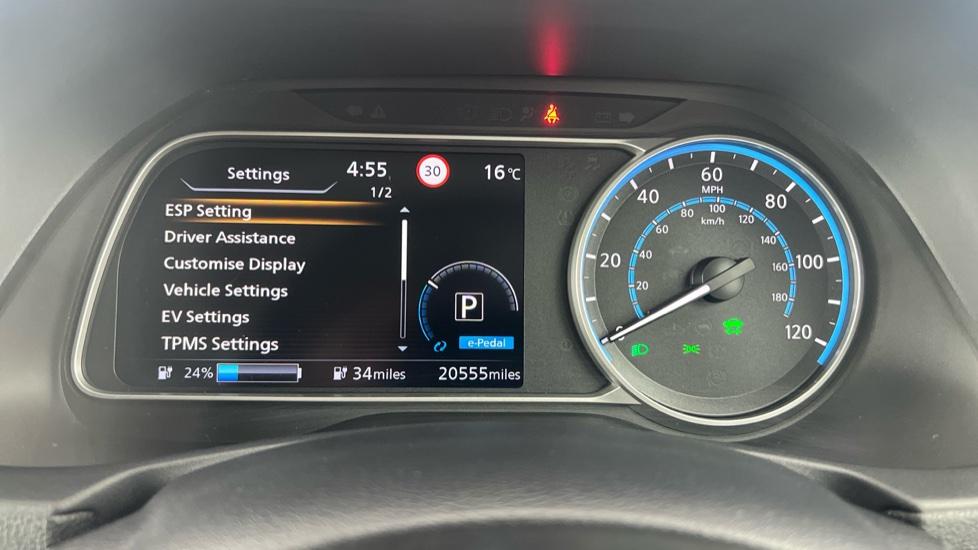 Settings 4:55 30 16°C
1/2
ESP Setting
Driver Assistance
Customise Display
Vehicle Settings
EV Settings
TPMS Settings
P
e-Pedal
24% 34miles 20555miles
0 20 40 60 80 100 120
MPH
20 40 60 80 100 120 140 160 180
km/h